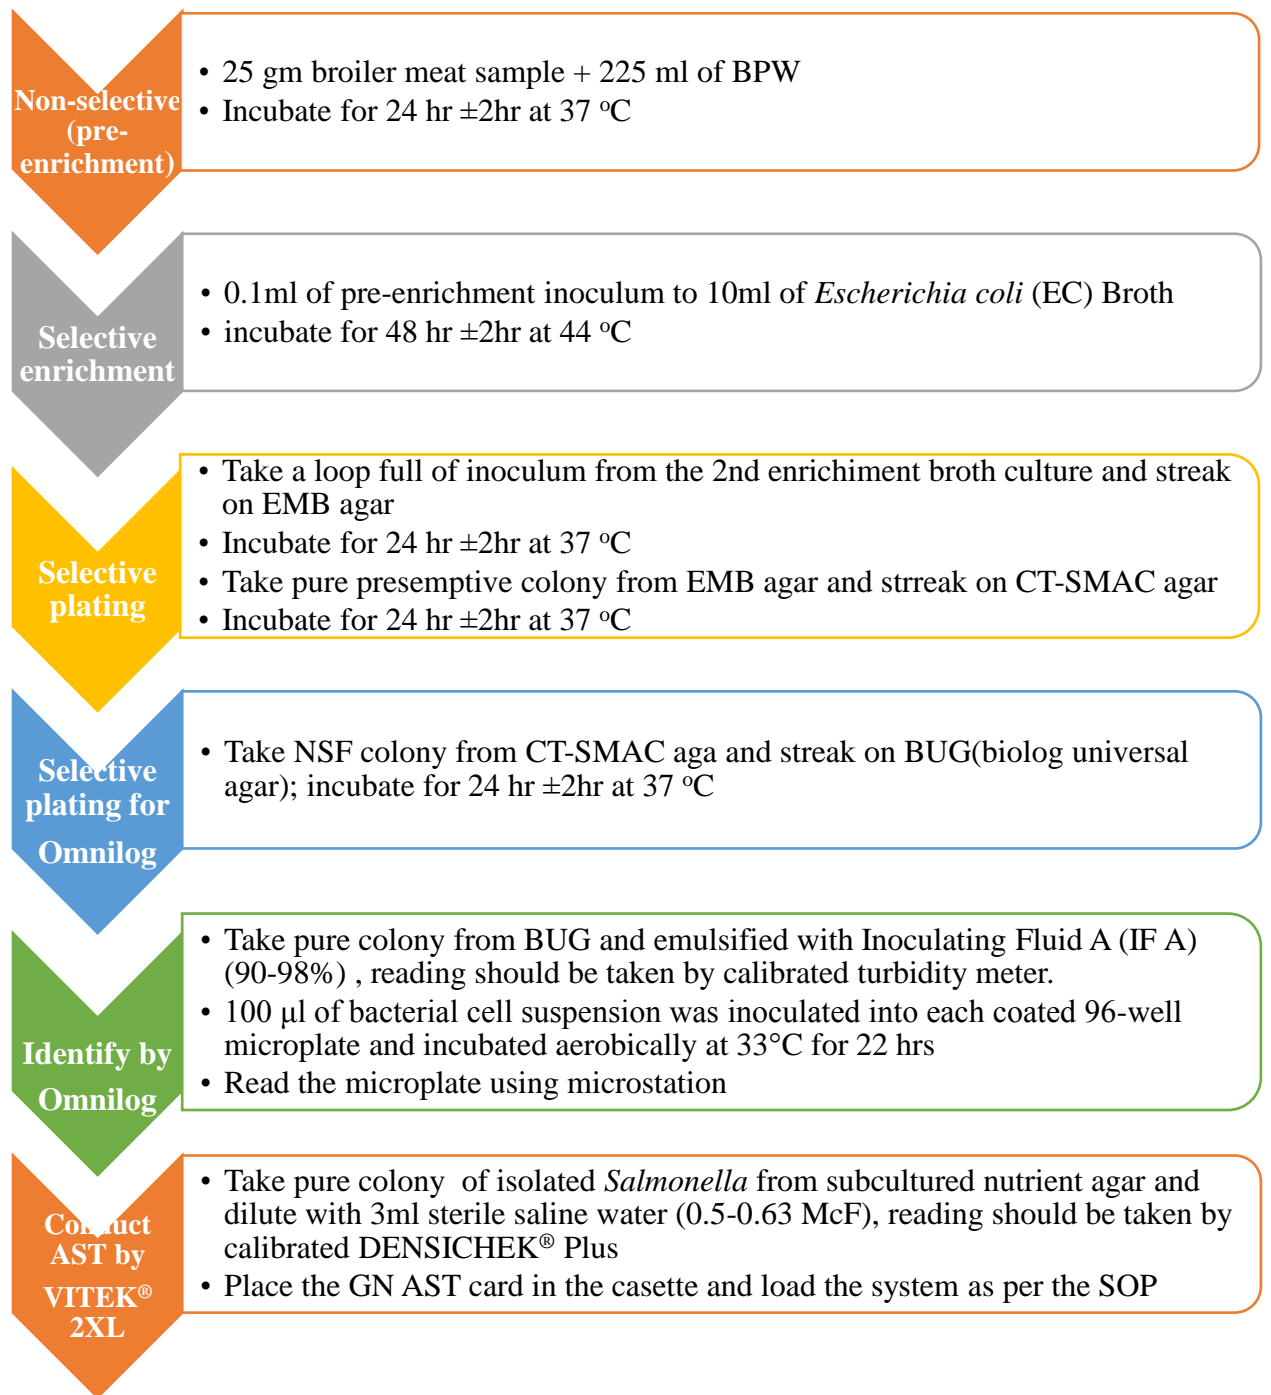 Non-selective
(pre-
enrichment)
• 25 gm broiler meat sample + 225 ml of BPW
• Incubate for 24 hr ±2hr at 37 ºC
Selective
enrichment
• 0.1ml of pre-enrichment inoculum to 10ml of Escherichia coli (EC) Broth
• incubate for 48 hr ±2hr at 44 ºC
Selective
plating
• Take a loop full of inoculum from the 2nd enrichiment broth culture and streak
on EMB agar
• Incubate for 24 hr ±2hr at 37 ºC
• Take pure presemptive colony from EMB agar and strreak on CT-SMAC agar
• Incubate for 24 hr ±2hr at 37 ºC
Selective
plating for
Omnilog
• Take NSF colony from CT-SMAC aga and streak on BUG(biolog universal
agar); incubate for 24 hr ±2hr at 37 ºC
Identify by
Omnilog
• Take pure colony from BUG and emulsified with Inoculating Fluid A (IF A)
(90-98%) , reading should be taken by calibrated turbidity meter.
• 100 μl of bacterial cell suspension was inoculated into each coated 96-well
microplate and incubated aerobically at 33°C for 22 hrs
• Read the microplate using microstation
Conduct
AST by
VITEK®
2XL
• Take pure colony of isolated Salmonella from subcultured nutrient agar and
dilute with 3ml sterile saline water (0.5-0.63 McF), reading should be taken by
calibrated DENSICHEK® Plus
• Place the GN AST card in the casette and load the system as per the SOP